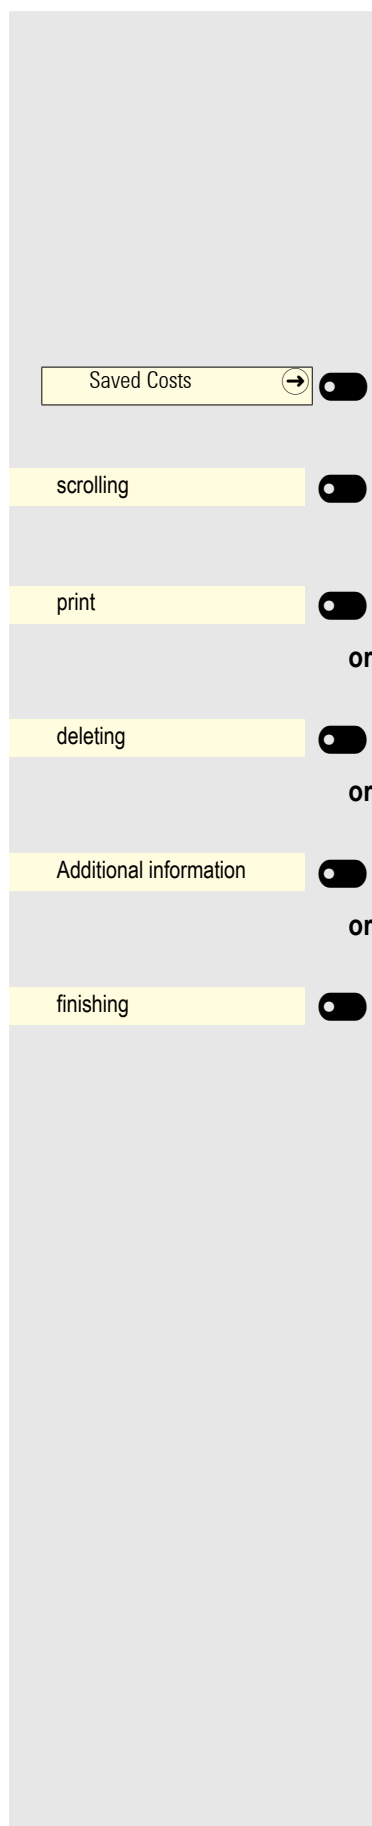 Saved Costs
scrolling
print
or
deleting
or
Additional information
or
finishing